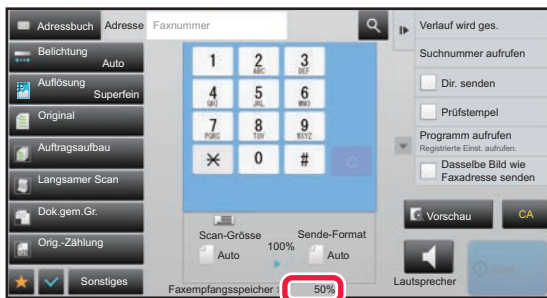 Adressbuch
Adresse
Faxnummer
Verlauf wird ges.
Belichtung
Auto
Suchnummer aufrufen
Auflösung
Superfein
Dir. senden
Original
Prüfstempel
Auftragsaufbau
Programm aufrufen
Registrierte Einst. aufrufen.
Langsamer Scan
Dasselbe Bild wie
Faxadresse senden
Dok.gem.Gr.
Orig.-Zählung
Sonstiges
1
2
ABC
3
DEF
4
GHI
5
JKL
6
MNO
7
PQRS
8
TUV
9
WXYZ
0
#
C
Scan-Grösse
Auto
100%
Sende-Format
Auto
Vorschau
CA
Lautsprecher
Start
Faxempfangsspeicher :
50%